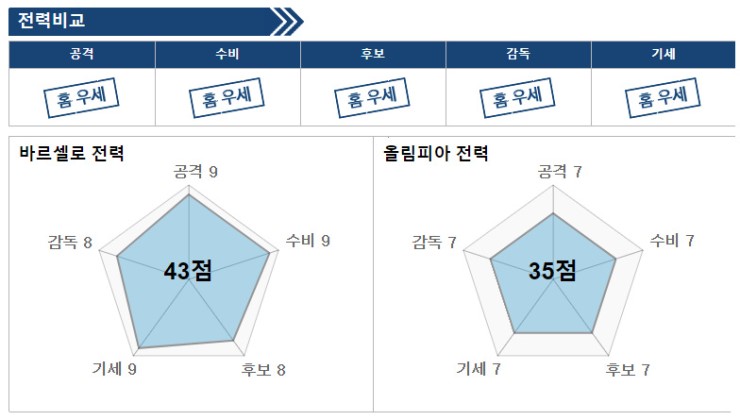 전력비교
공격 수비 후보 감독 기세
홈 우세 홈 우세 홈 우세 홈 우세 홈 우세
바르셀로 전력
공격 9
감독 8
수비 9
43점
기세 9
후보 8
올림피아 전력
공격 7
감독 7
수비 7
35점
기세 7
후보 7